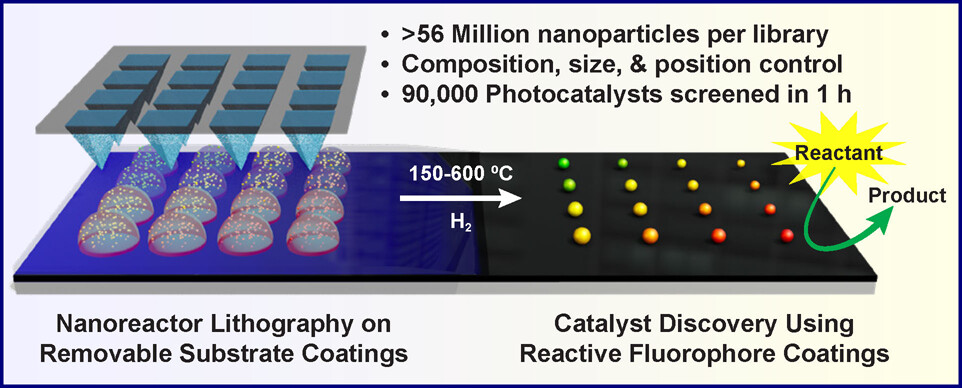 • >56 Million nanoparticles per library
• Composition, size, & position control
• 90,000 Photocatalysts screened in 1 h
150-600 ºC
H₂
Reactant
Product
Nanoreactor Lithography on
Removable Substrate Coatings
Catalyst Discovery Using
Reactive Fluorophore Coatings